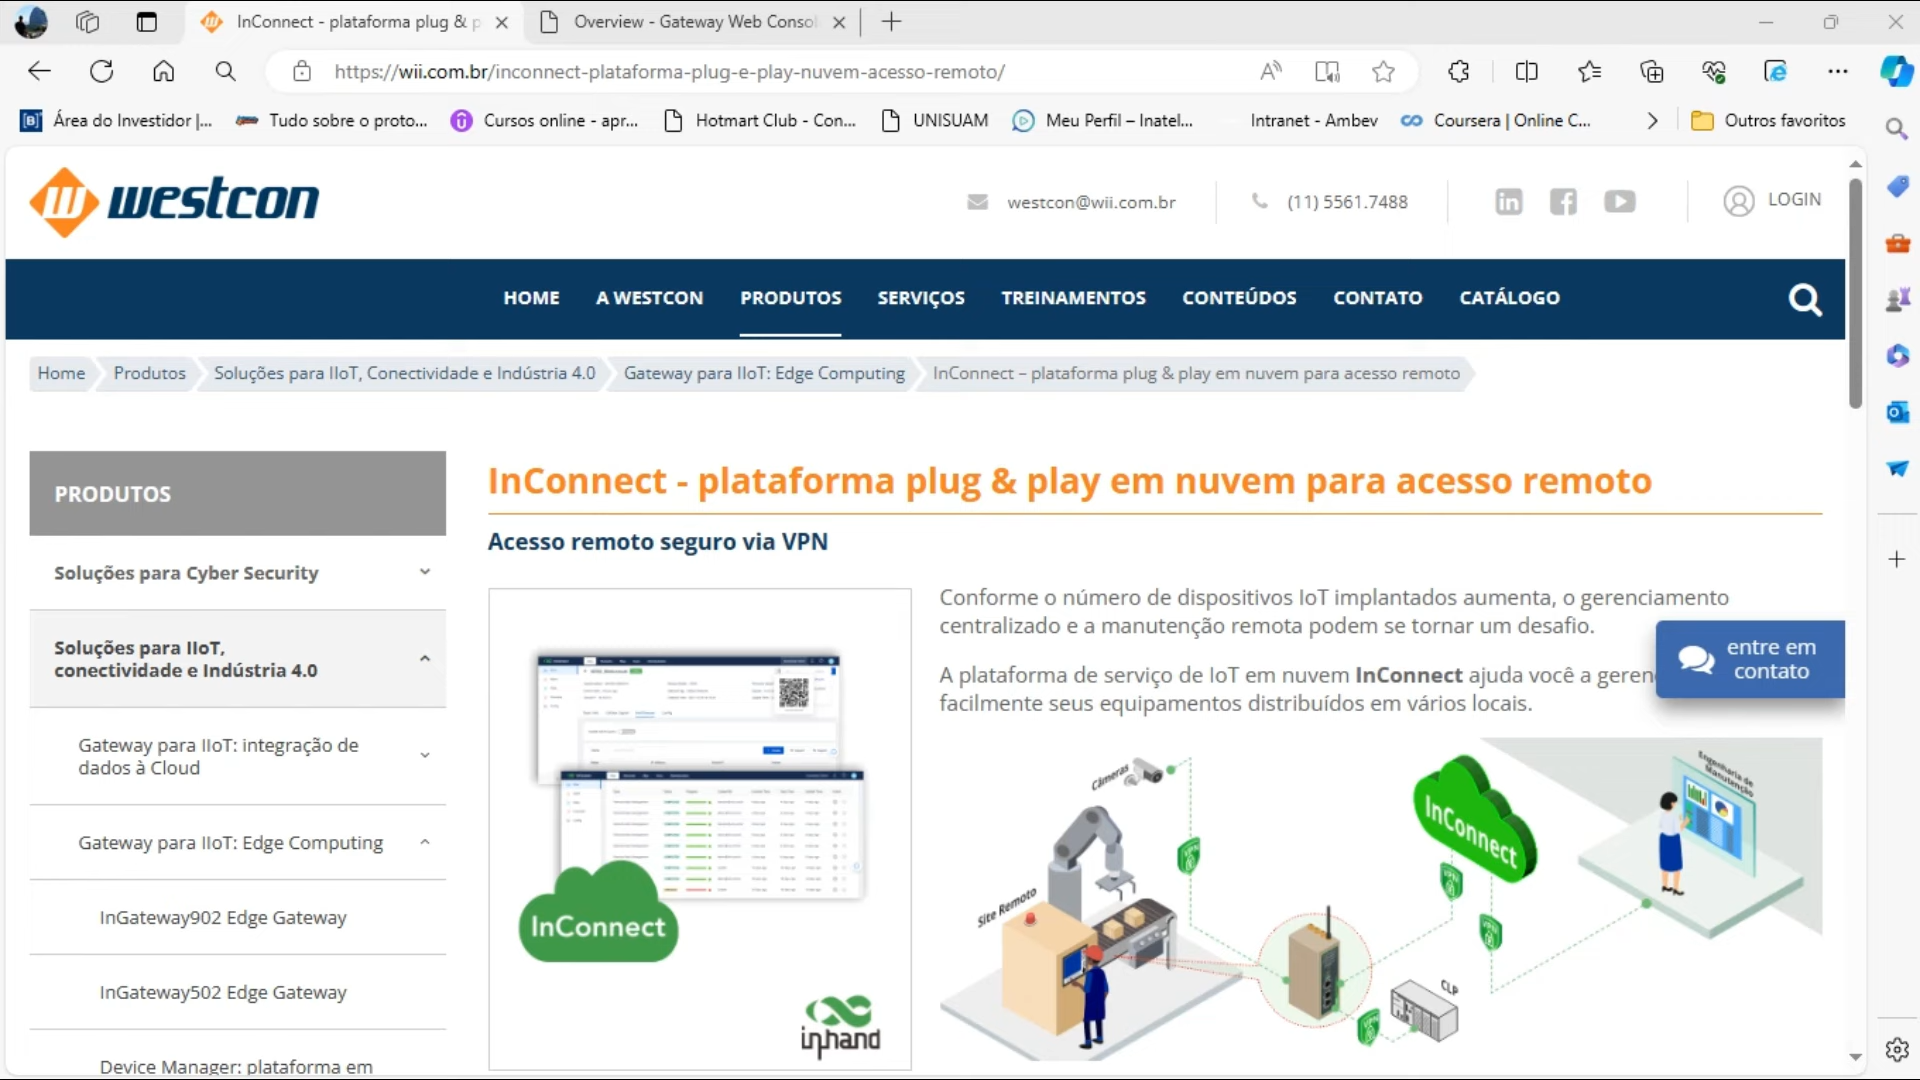 InConnect - plataforma plug & p
Overview - Gateway Web Consol
https://wii.com.br/inconnect-plataforma-plug-e-play-nuvem-acesso-remoto/
Área do Investidor |...
Tudo sobre o proto...
Cursos online - apr...
Hotmart Club - Con...
UNISUAM
Meu Perfil – Inatel...
Intranet - Ambev
Coursera | Online C...
Outros favoritos
westcon
westcon@wii.com.br
(11) 5561.7488
LOGIN
HOME
A WESTCON
PRODUTOS
SERVIÇOS
TREINAMENTOS
CONTEÚDOS
CONTATO
CATÁLOGO
Home
Produtos
Soluções para IIoT, Conectividade e Indústria 4.0
Gateway para IIoT: Edge Computing
InConnect – plataforma plug & play em nuvem para acesso remoto
PRODUTOS
Soluções para Cyber Security
Soluções para IIoT,
conectividade e Indústria 4.0
Gateway para IIoT: integração de
dados à Cloud
Gateway para IIoT: Edge Computing
InGateway902 Edge Gateway
InGateway502 Edge Gateway
Device Manager: plataforma em
InConnect - plataforma plug & play em nuvem para acesso remoto
Acesso remoto seguro via VPN
InConnect
inhand
Conforme o número de dispositivos IoT implantados aumenta, o gerenciamento
centralizado e a manutenção remota podem se tornar um desafio.
A plataforma de serviço de IoT em nuvem InConnect ajuda você a geren
facilmente seus equipamentos distribuídos em vários locais.
entre em
contato
Câmeras
Site Remoto
VPN
InConnect
VPN
VPN
VPN
CLP
Engenharia de
Manutenção